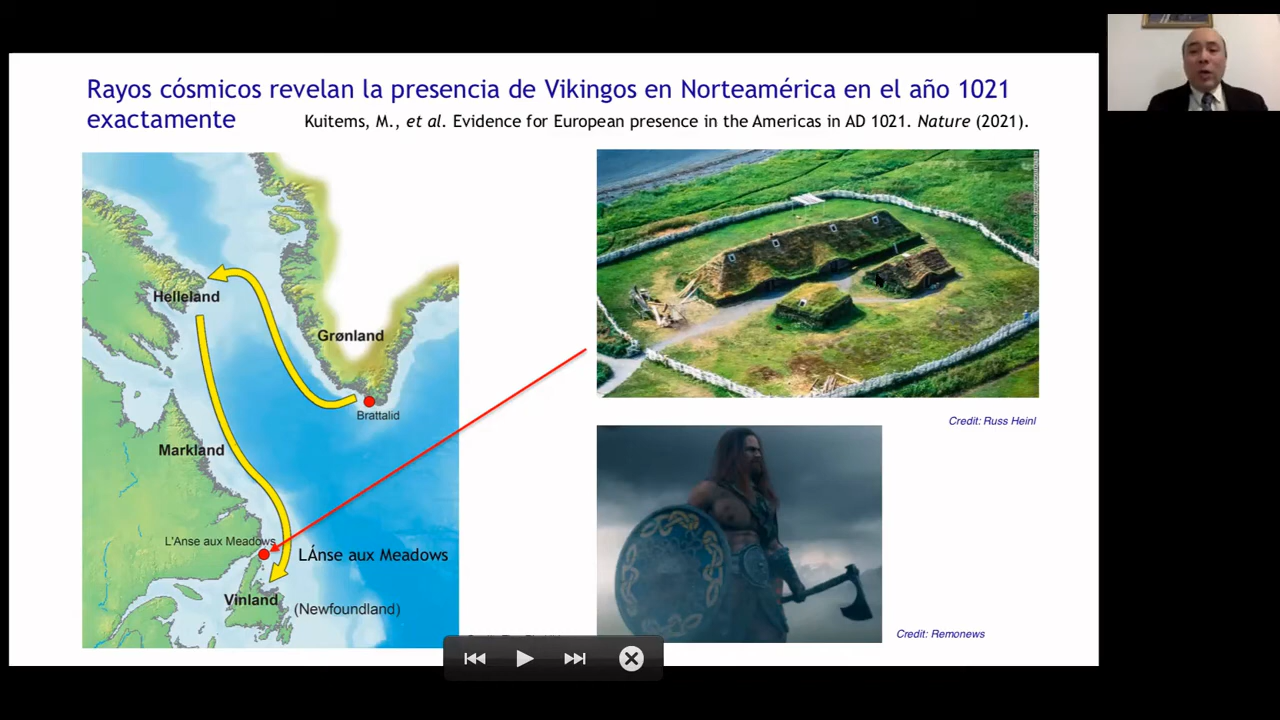 Rayos cósmicos revelan la presencia de Vikingos en Norteamérica en el año 1021
exactamente
Kuitems, M., et al. Evidence for European presence in the Americas in AD 1021. Nature (2021).
Helleland
Grønland
Brattalid
Markland
L'Anse aux Meadows
LÁnse aux Meadows
Vinland
(Newfoundland)
Credit: Russ Heinl
Credit: Remonews